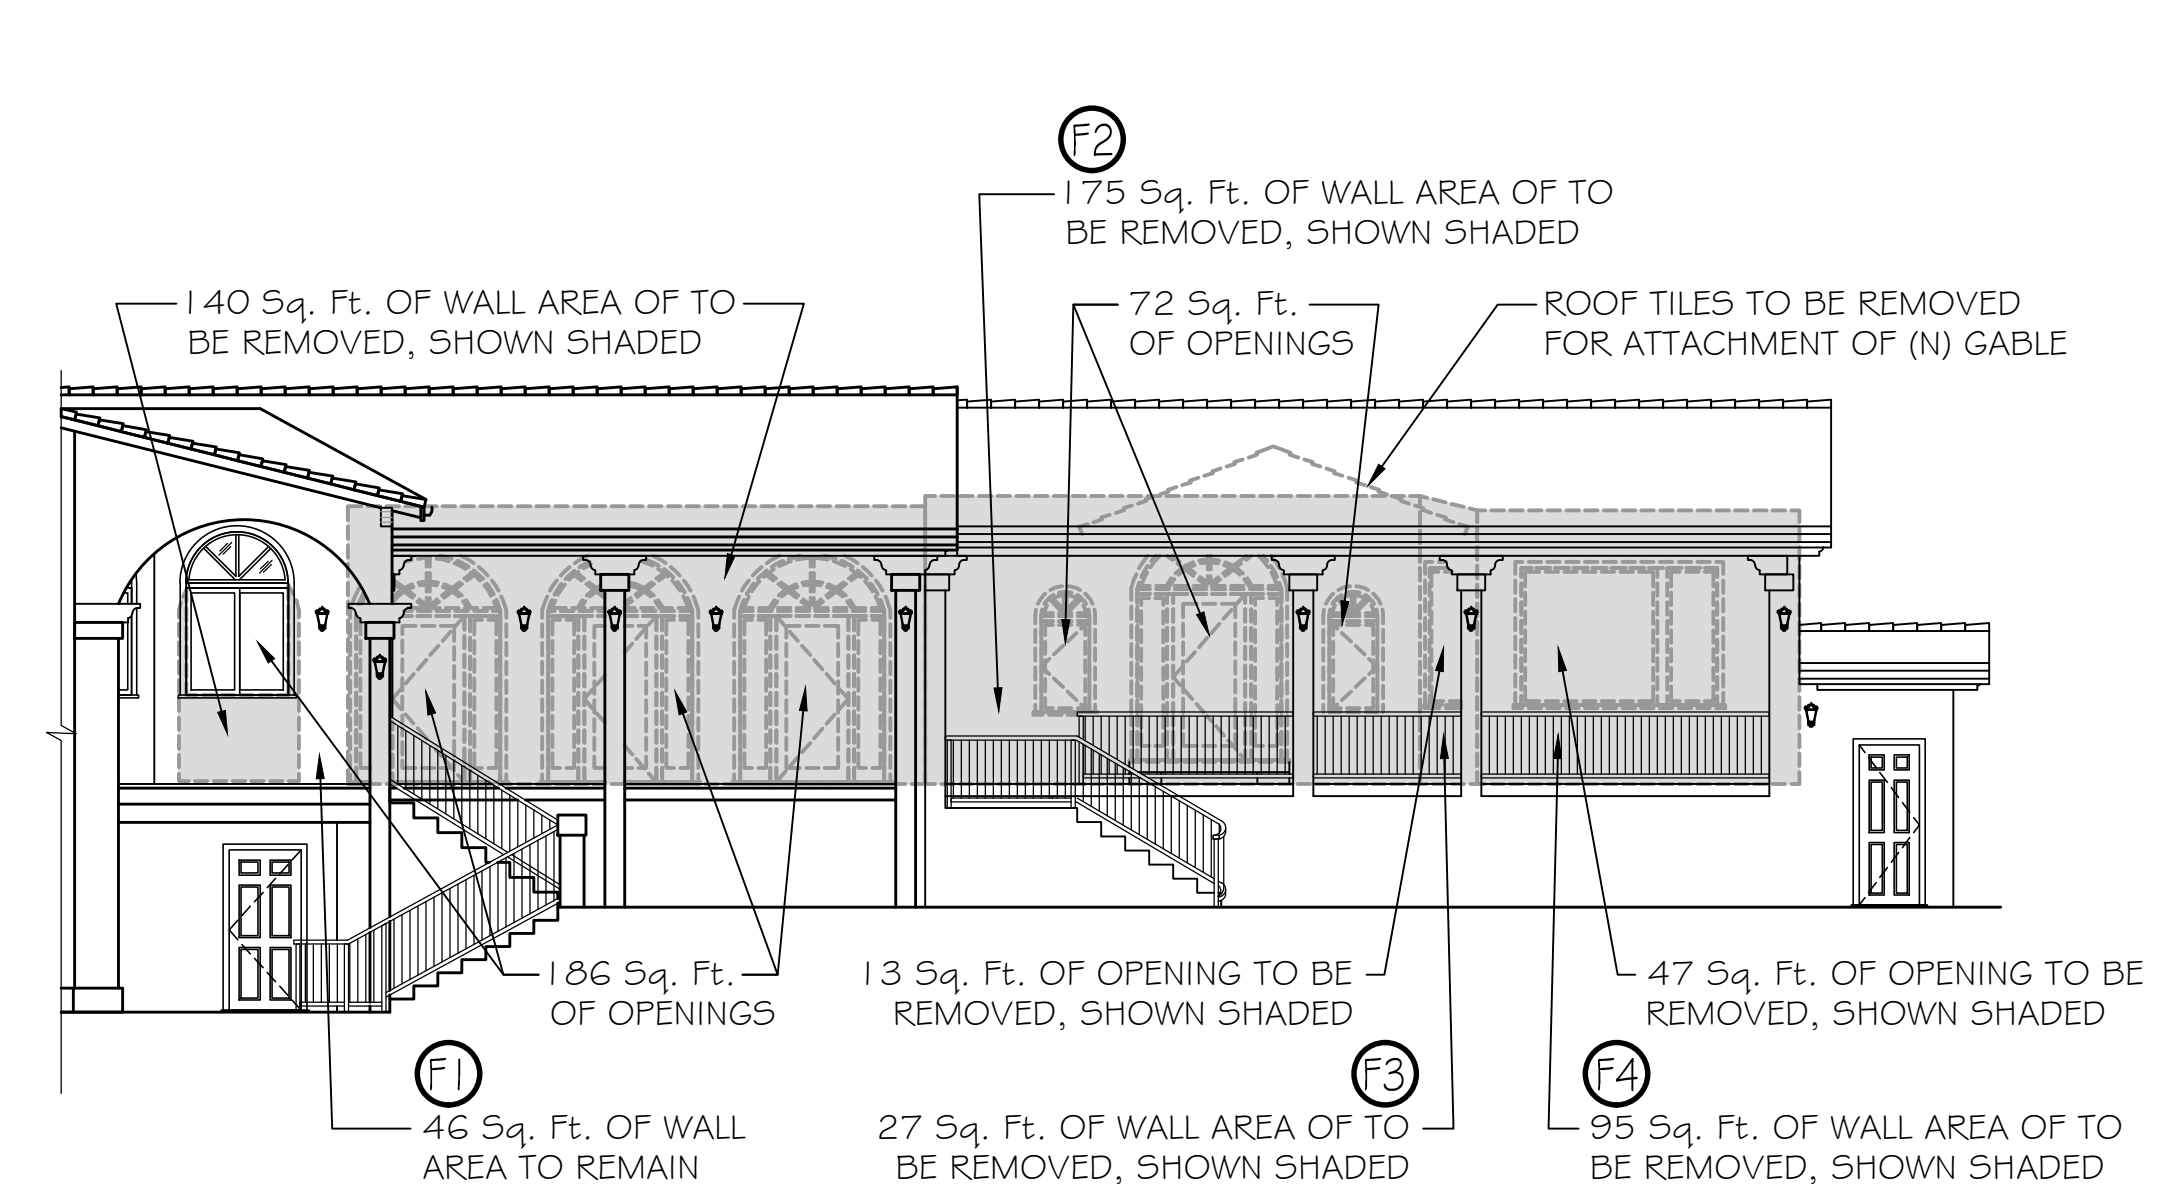 F2
175 Sq. Ft. OF WALL AREA OF TO
BE REMOVED, SHOWN SHADED
140 Sq. Ft. OF WALL AREA OF TO
BE REMOVED, SHOWN SHADED
72 Sq. Ft.
OF OPENINGS
ROOF TILES TO BE REMOVED
FOR ATTACHMENT OF (N) GABLE
186 Sq. Ft.
OF OPENINGS
13 Sq. Ft. OF OPENING TO BE
REMOVED, SHOWN SHADED
47 Sq. Ft. OF OPENING TO BE
REMOVED, SHOWN SHADED
F1
46 Sq. Ft. OF WALL
AREA TO REMAIN
F3
27 Sq. Ft. OF WALL AREA OF TO
BE REMOVED, SHOWN SHADED
F4
95 Sq. Ft. OF WALL AREA OF TO
BE REMOVED, SHOWN SHADED